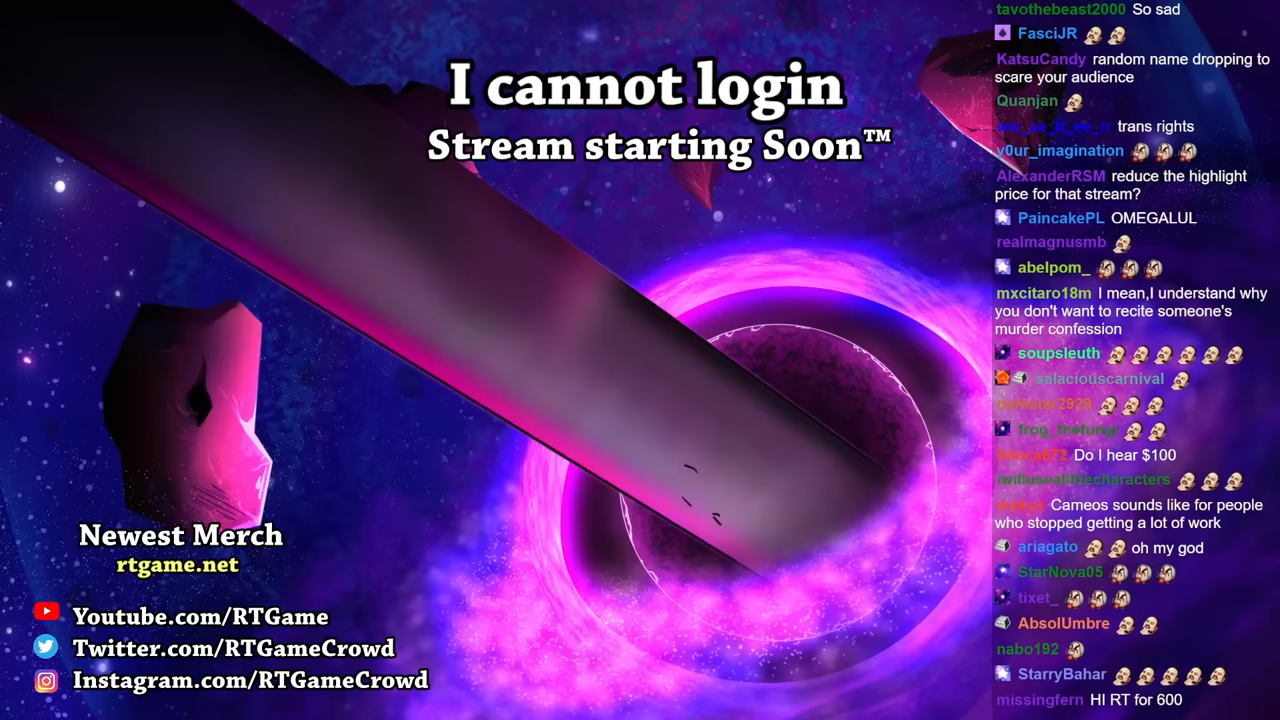 I cannot login
Stream starting Soon™
Newest Merch
rtgame.net
Youtube.com/RTGame
Twitter.com/RTGameCrowd
Instagram.com/RTGameCrowd
tavothebeast2000 So sad
FasciJR
KatsuCandy random name dropping to
scare your audience
Quanjan
trans rights
y0ur_imagination
AlexanderRSM reduce the highlight
price for that stream?
PaincakePL OMEGALUL
realmagnusmb
abelpom_
mxcitaro18m I mean,I understand why
you don't want to recite someone's
murder confession
soupsleuth
salaciouscarnival
darkstar2929
frog_thefungi
Do I hear $100
iwilluseallthecharacters
Cameos sounds like for people
who stopped getting a lot of work
ariagato oh my god
StarNova05
tixet_
AbsolUmbre
nabo192
StarryBahar
missingfern HI RT for 600